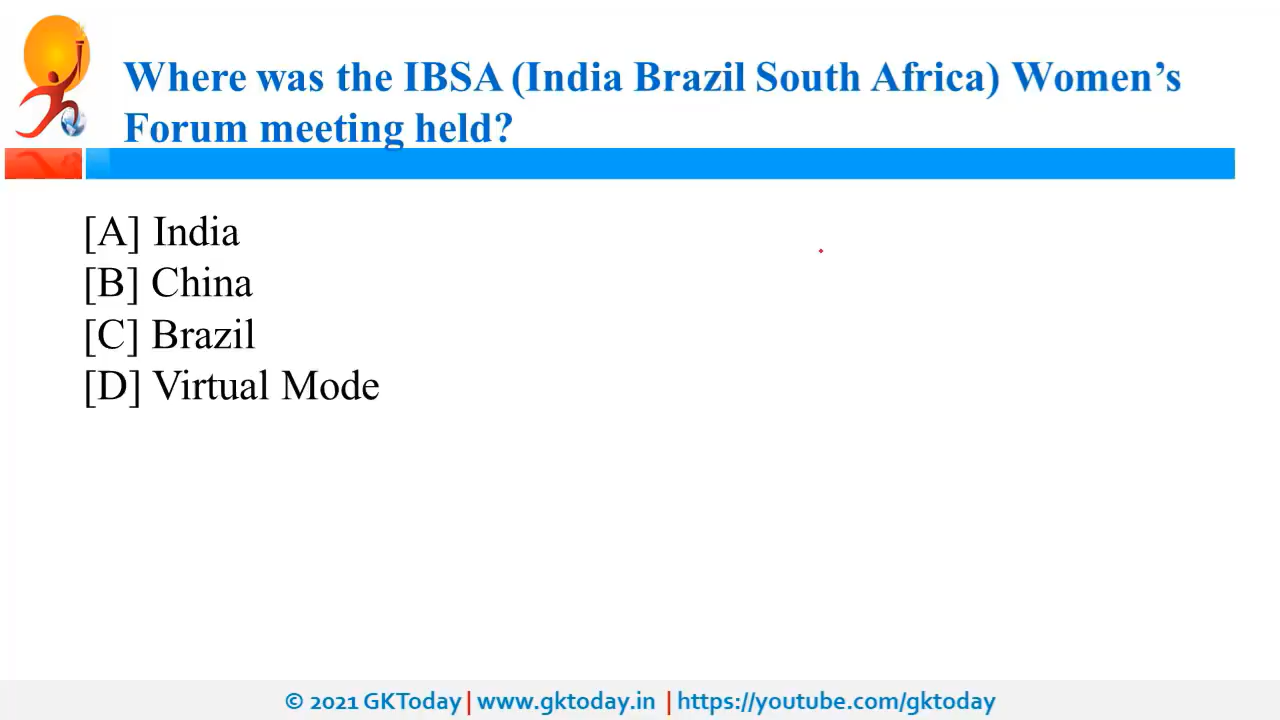 Where was the IBSA (India Brazil South Africa) Women’s
Forum meeting held?
[A] India
[B] China
[C] Brazil
[D] Virtual Mode
© 2021 GKToday | www.gktoday.in | https://youtube.com/gktoday